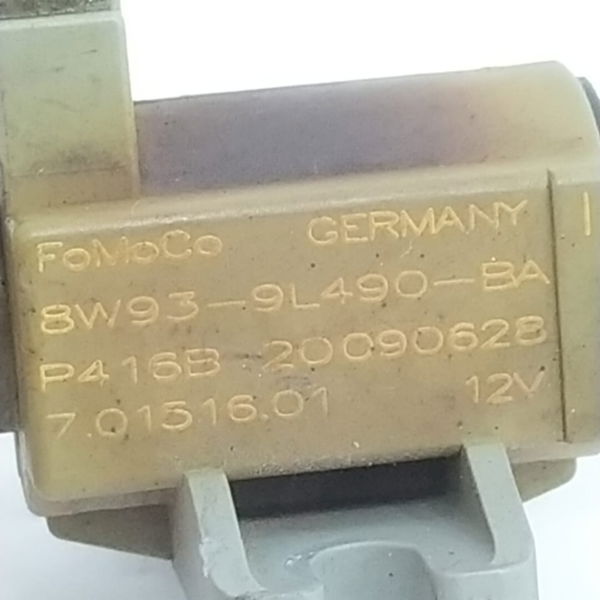 FoMoCo GERMANY I
8W93-9L490-BA
P416B 20090628
7.01516.01 12V